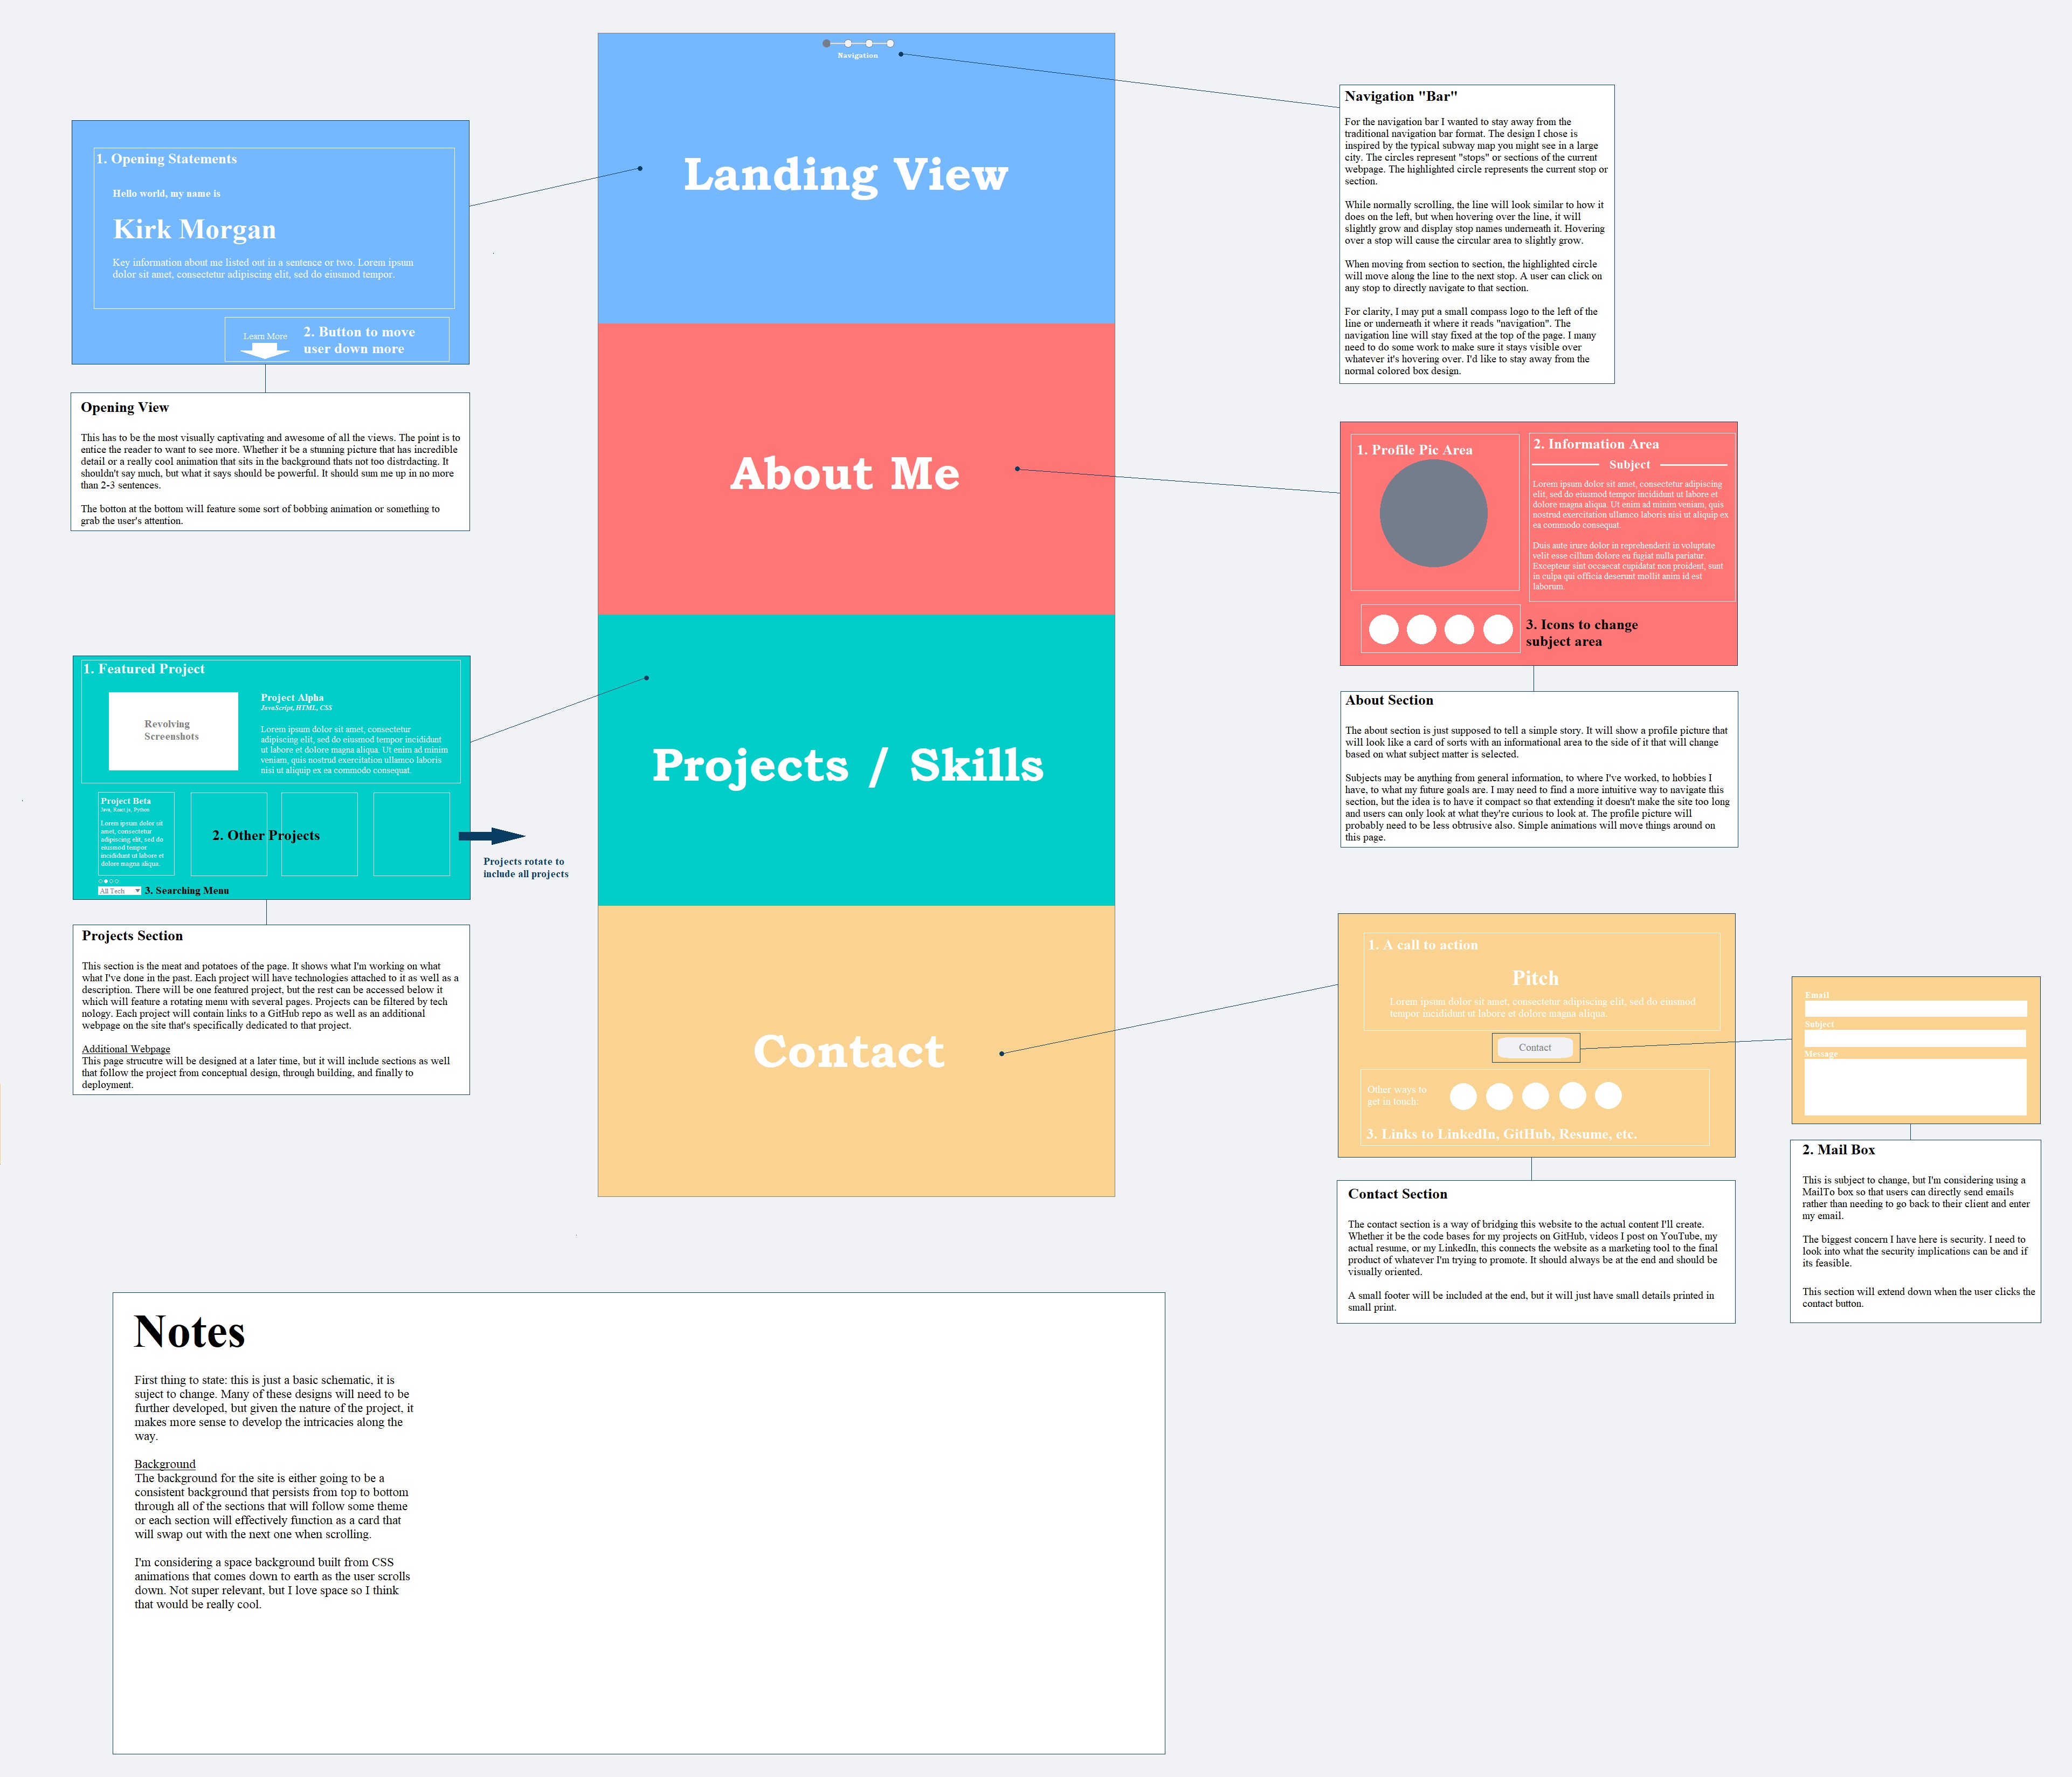 Navigation
Landing View
About Me
Projects / Skills
Contact
1. Opening Statements
Hello world, my name is
Kirk Morgan
Key information about me listed out in a sentence or two. Lorem ipsum
dolor sit amet, consectetur adipiscing elit, sed do eiusmod tempor.
Learn More
2. Button to move
user down more
Opening View
This has to be the most visually captivating and awesome of all the views. The point is to
entice the reader to want to see more. Whether it be a stunning picture that has incredible
detail or a really cool animation that sits in the background thats not too distrdacting. It
shouldn't say much, but what it says should be powerful. It should sum me up in no more
than 2-3 sentences.
The botton at the bottom will feature some sort of bobbing animation or something to
grab the user's attention.
1. Featured Project
Revolving
Screenshots
Project Alpha
JavaScript, HTML, CSS
Lorem ipsum dolor sit amet, consectetur
adipiscing elit, sed do eiusmod tempor incididunt
ut labore et dolore magna aliqua. Ut enim ad minim
veniam, quis nostrud exercitation ullamco laboris
nisi ut aliquip ex ea commodo consequat.
Project Beta
Java, React.js, Python
Lorem ipsum dolor sit
amet, consectetur
adipiscing elit, sed do
eiusmod tempor
incididunt ut labore et
dolore magna aliqua.
2. Other Projects
All Tech
3. Searching Menu
Projects rotate to
include all projects
Projects Section
This section is the meat and potatoes of the page. It shows what I'm working on what
what I've done in the past. Each project will have technologies attached to it as well as a
description. There will be one featured project, but the rest can be accessed below it
which will feature a rotating menu with several pages. Projects can be filtered by tech
nology. Each project will contain links to a GitHub repo as well as an additional
webpage on the site that's specifically dedicated to that project.
Additional Webpage
This page strucutre will be designed at a later time, but it will include sections as well
that follow the project from conceptual design, through building, and finally to
deployment.
Navigation "Bar"
For the navigation bar I wanted to stay away from the
traditional navigation bar format. The design I chose is
inspired by the typical subway map you might see in a large
city. The circles represent "stops" or sections of the current
webpage. The highlighted circle represents the current stop or
section.
While normally scrolling, the line will look similar to how it
does on the left, but when hovering over the line, it will
slightly grow and display stop names underneath it. Hovering
over a stop will cause the circular area to slightly grow.
When moving from section to section, the highlighted circle
will move along the line to the next stop. A user can click on
any stop to directly navigate to that section.
For clarity, I may put a small compass logo to the left of the
line or underneath it where it reads "navigation". The
navigation line will stay fixed at the top of the page. I many
need to do some work to make sure it stays visible over
whatever it's hovering over. I'd like to stay away from the
normal colored box design.
1. Profile Pic Area
2. Information Area
Subject
Lorem ipsum dolor sit amet, consectetur adipiscing
elit, sed do eiusmod tempor incididunt ut labore et
dolore magna aliqua. Ut enim ad minim veniam, quis
nostrud exercitation ullamco laboris nisi ut aliquip ex
ea commodo consequat.
Duis aute irure dolor in reprehenderit in voluptate
velit esse cillum dolore eu fugiat nulla pariatur.
Excepteur sint occaecat cupidatat non proident, sunt
in culpa qui officia deserunt mollit anim id est
laborum.
3. Icons to change
subject area
About Section
The about section is just supposed to tell a simple story. It will show a profile picture that
will look like a card of sorts with an informational area to the side of it that will change
based on what subject matter is selected.
Subjects may be anything from general information, to where I've worked, to hobbies I
have, to what my future goals are. I may need to find a more intuitive way to navigate this
section, but the idea is to have it compact so that extending it doesn't make the site too long
and users can only look at what they're curious to look at. The profile picture will
probably need to be less obtrusive also. Simple animations will move things around on
this page.
1. A call to action
Pitch
Lorem ipsum dolor sit amet, consectetur adipiscing elit, sed do eiusmod
tempor incididunt ut labore et dolore magna aliqua.
Contact
Other ways to
get in touch:
3. Links to LinkedIn, GitHub, Resume, etc.
Contact Section
The contact section is a way of bridging this website to the actual content I'll create.
Whether it be the code bases for my projects on GitHub, videos I post on YouTube, my
actual resume, or my LinkedIn, this connects the website as a marketing tool to the final
product of whatever I'm trying to promote. It should always be at the end and should be
visually oriented.
A small footer will be included at the end, but it will just have small details printed in
small print.
Email
Subject
Message
2. Mail Box
This is subject to change, but I'm considering using a
MailTo box so that users can directly send emails
rather than needing to go back to their client and enter
my email.
The biggest concern I have here is security. I need to
look into what the security implications can be and if
its feasible.
This section will extend down when the user clicks the
contact button.
Notes
First thing to state: this is just a basic schematic, it is
suject to change. Many of these designs will need to be
further developed, but given the nature of the project, it
makes more sense to develop the intricacies along the
way.
Background
The background for the site is either going to be a
consistent background that persists from top to bottom
through all of the sections that will follow some theme
or each section will effectively function as a card that
will swap out with the next one when scrolling.
I'm considering a space background built from CSS
animations that comes down to earth as the user scrolls
down. Not super relevant, but I love space so I think
that would be really cool.